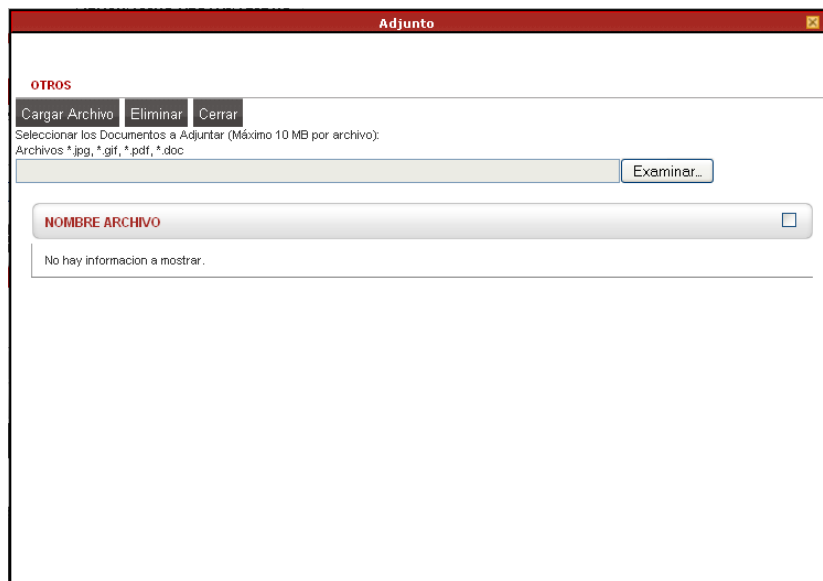 Adjunto
OTROS
Cargar Archivo Eliminar Cerrar
Seleccionar los Documentos a Adjuntar (Máximo 10 MB por archivo):
Archivos *.jpg, *.gif, *.pdf, *.doc
Examinar...
NOMBRE ARCHIVO
No hay informacion a mostrar.